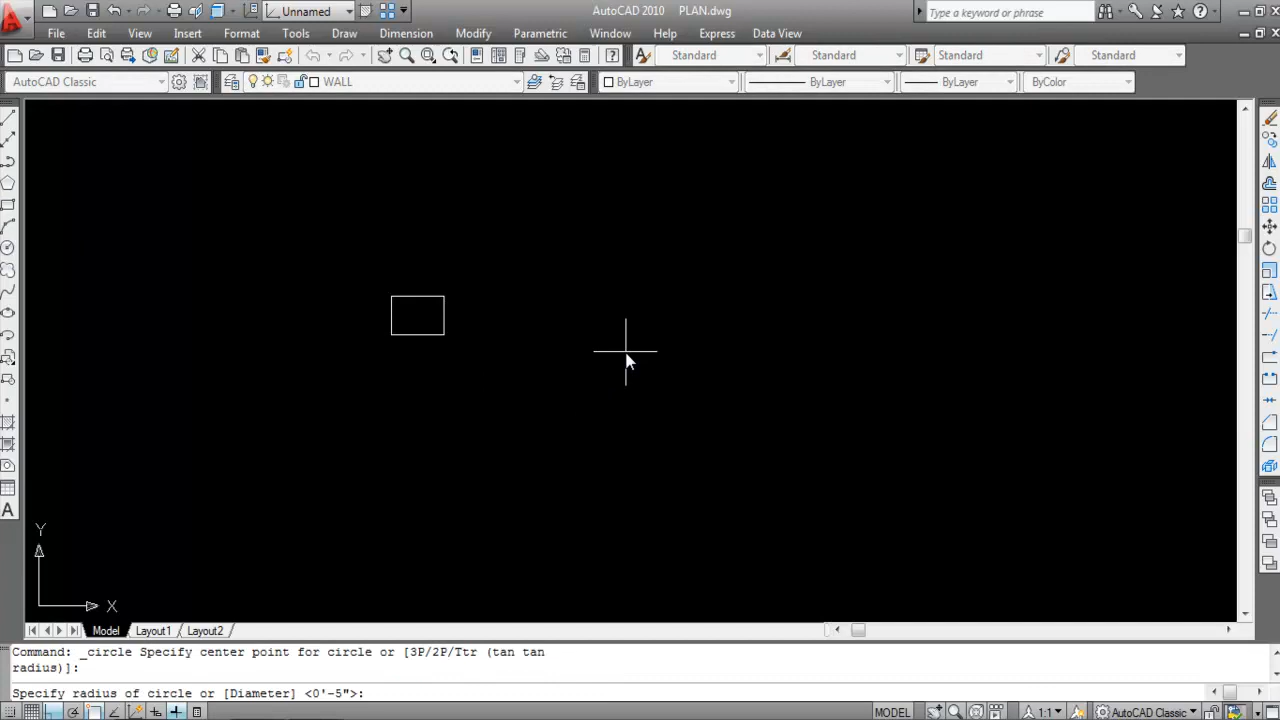 Unnamed
AutoCAD 2010 PLAN.dwg
Type a keyword or phrase
File Edit View Insert Format Tools Draw Dimension Modify Parametric Window Help Express Data View
Standard Standard Standard Standard
AutoCAD Classic WALL ByLayer ByLayer ByLayer ByColor
Y
X
Model Layout1 Layout2
Command: _circle Specify center point for circle or [3P/2P/Ttr (tan tan
radius)]:
Specify radius of circle or [Diameter] <0'-5">:
MODEL 1:1 AutoCAD Classic
A